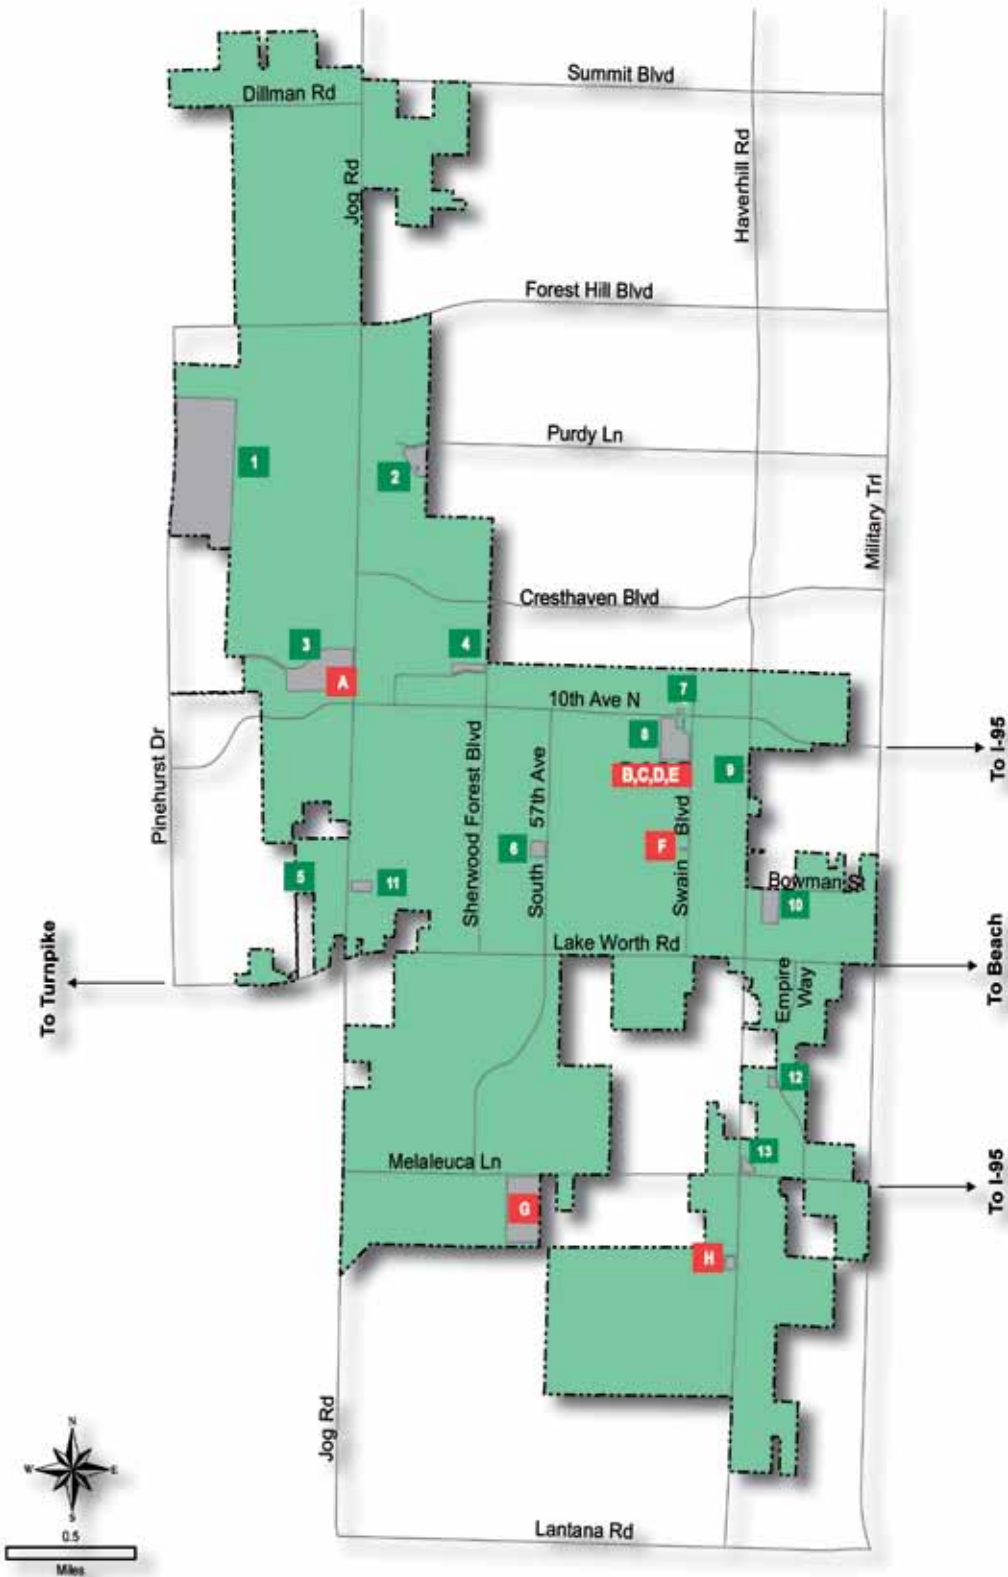 Summit Blvd
Dillman Rd
Haverhill Rd
Jog Rd
Forest Hill Blvd
Purdy Ln
1
2
Military Trl
Cresthaven Blvd
3
4
A
7
10th Ave N
8
Pinehurst Dr
Sherwood Forest Blvd
South 57th Ave
B,C,D,E
9
To I-95
6
F
Swain Blvd
5
11
Bowman St
10
Lake Worth Rd
To Turnpike
To Beach
Empire
Way
12
13
Melaleuca Ln
To I-95
G
H
Jog Rd
N
W
E
S
0.5
Miles
Lantana Rd